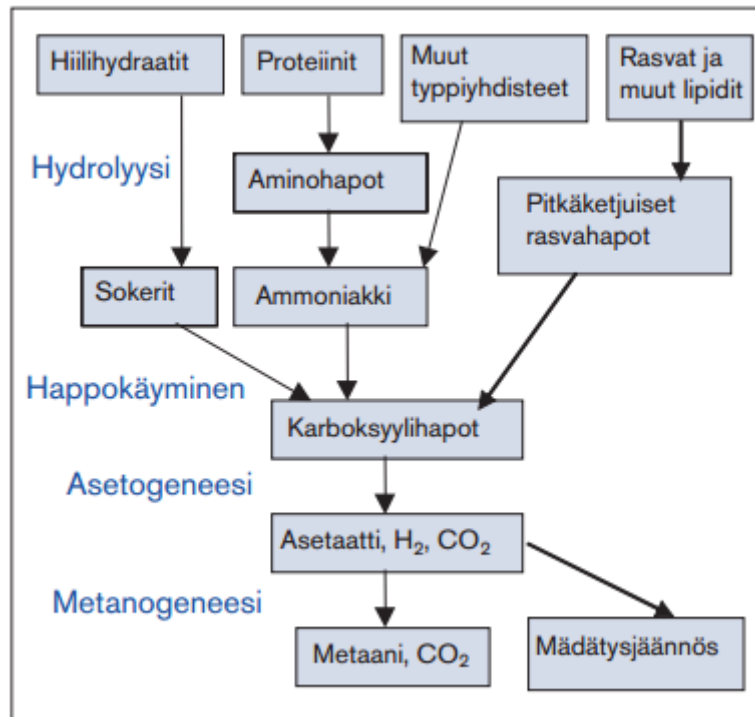 Hiilihydraatit
Proteiinit
Muut
typpiyhdisteet
Rasvat ja
muut lipidit
Hydrolyysi
Aminohapot
Pitkäketjuiset
rasvahapot
Sokerit
Ammoniakki
Happokäyminen
Karboksyylihapot
Asetogeneesi
Asetaatti, H₂, CO₂
Metanogeneesi
Metaani, CO₂
Mädätysjäännös